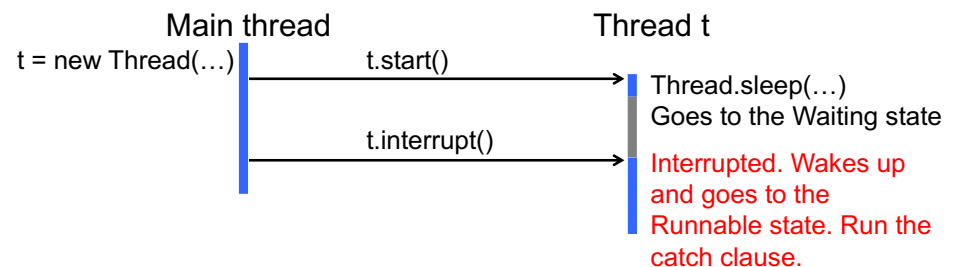 Main thread
Thread t
t = new Thread(…)
t.start()
Thread.sleep(…)
Goes to the Waiting state
t.interrupt()
Interrupted. Wakes up
and goes to the
Runnable state. Run the
catch clause.